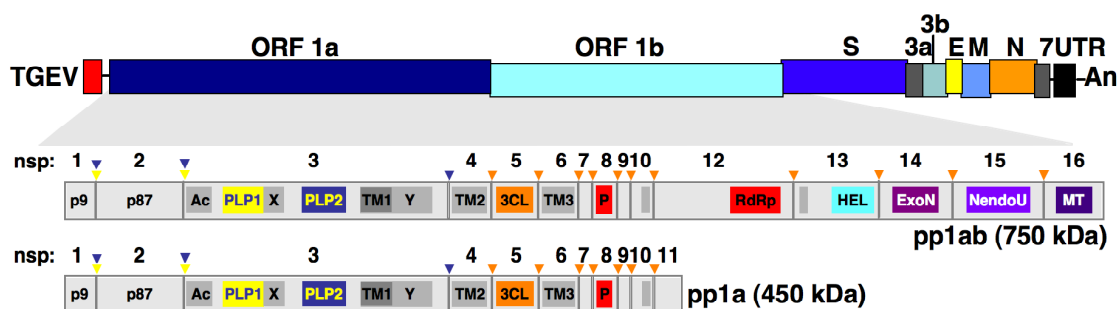 3b
ORF 1a ORF 1b S 3a E M N 7 UTR
TGEV An
nsp: 1 2 3 4 5 6 7 8 9 10 12 13 14 15 16
p9 p87 Ac PLP1 X PLP2 TM1 Y TM2 3CL TM3 P RdRp HEL ExoN NendoU MT
pp1ab (750 kDa)
nsp: 1 2 3 4 5 6 7 8 9 10 11
p9 p87 Ac PLP1 X PLP2 TM1 Y TM2 3CL TM3 P pp1a (450 kDa)